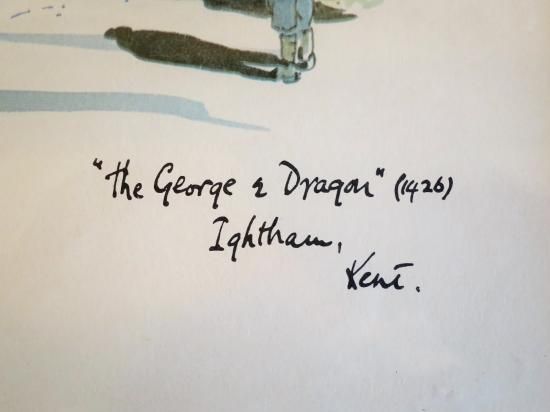 "The George & Dragon" (1426)
Ightham,
Kent.